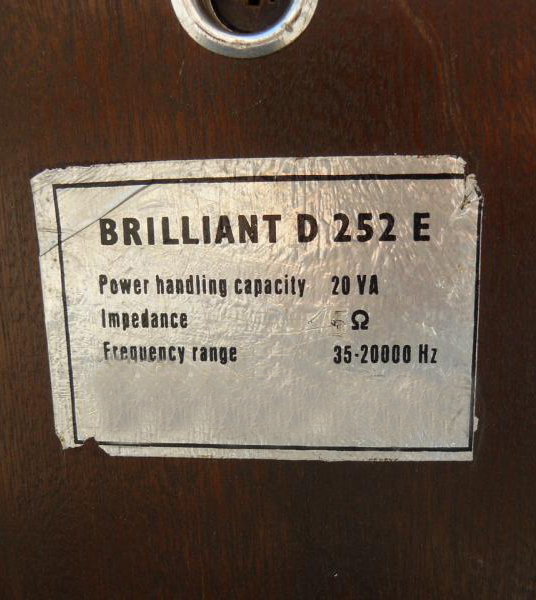 BRILLIANT D 252 E
Power handling capacity 20 VA
Impedance Ω
Frequency range 35-20000 Hz